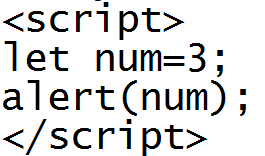 <script>
let num=3;
alert(num);
</script>